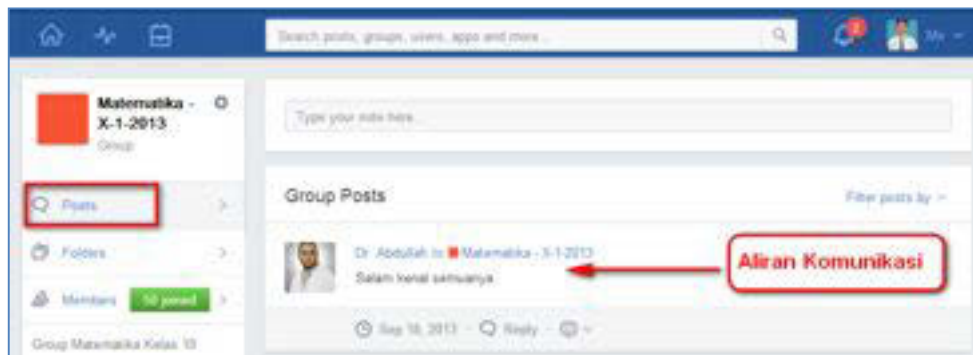 Search posts, groups, users, apps and more ...
2
Me
Matematika -
X-1-2013
Group
Type your note here...
Posts
Group Posts
Filter posts by
Folders
Dr. Abdullah to Matematika - X-1-2013
Salam kenal semuanya
Aliran Komunikasi
Members 50 joined
Sep 18, 2013 · Reply ·
Group Matematika Kelas 10